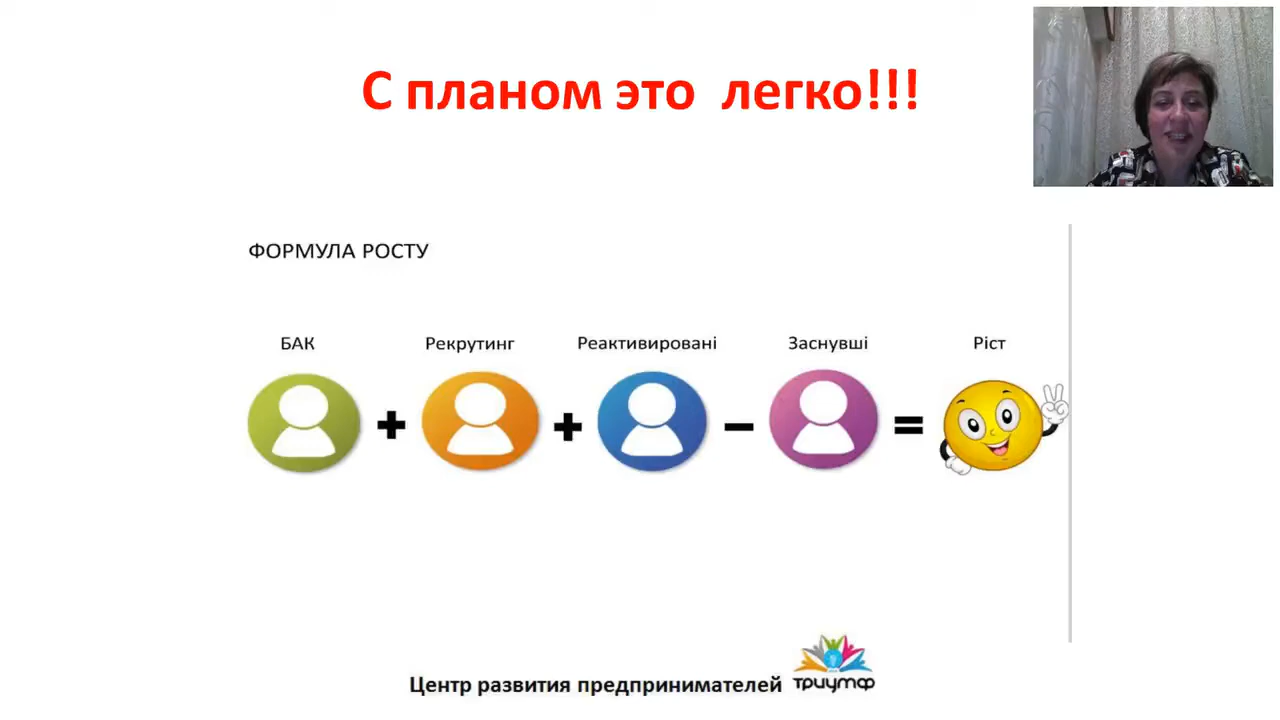 С планом это легко!!!
ФОРМУЛА РОСТУ
БАК Рекрутинг Реактивировані Заснувші Ріст
Центр развития предпринимателей
триумф